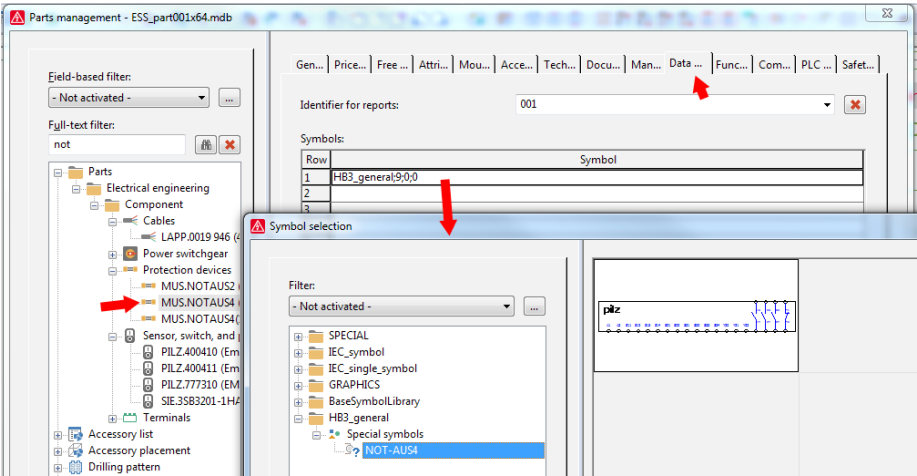 Parts management - ESS_part001x64.mdb
Field-based filter:
- Not activated -
...
Full-text filter:
not
Parts
Electrical engineering
Component
Cables
LAPP.0019 946 (4
Power switchgear
Protection devices
MUS.NOTAUS2 (
MUS.NOTAUS4 (
MUS.NOTAUS4(
Sensor, switch, and p
PILZ.400410 (Em
PILZ.400411 (Em
PILZ.777310 (EM
SIE.3SB3201-1HA
Terminals
Accessory list
Accessory placement
Drilling pattern
Gen... Price... Free ... Attri... Mou... Acce... Tech... Docu... Man... Data ... Func... Com... PLC ... Safet...
Identifier for reports:
001
Symbols:
Row Symbol
1 HB3_general;9;0;0
2
3
Symbol selection
Filter:
- Not activated -
...
SPECIAL
IEC_symbol
IEC_single_symbol
GRAPHICS
BaseSymbolLibrary
HB3_general
Special symbols
NOT-AUS4
pilz